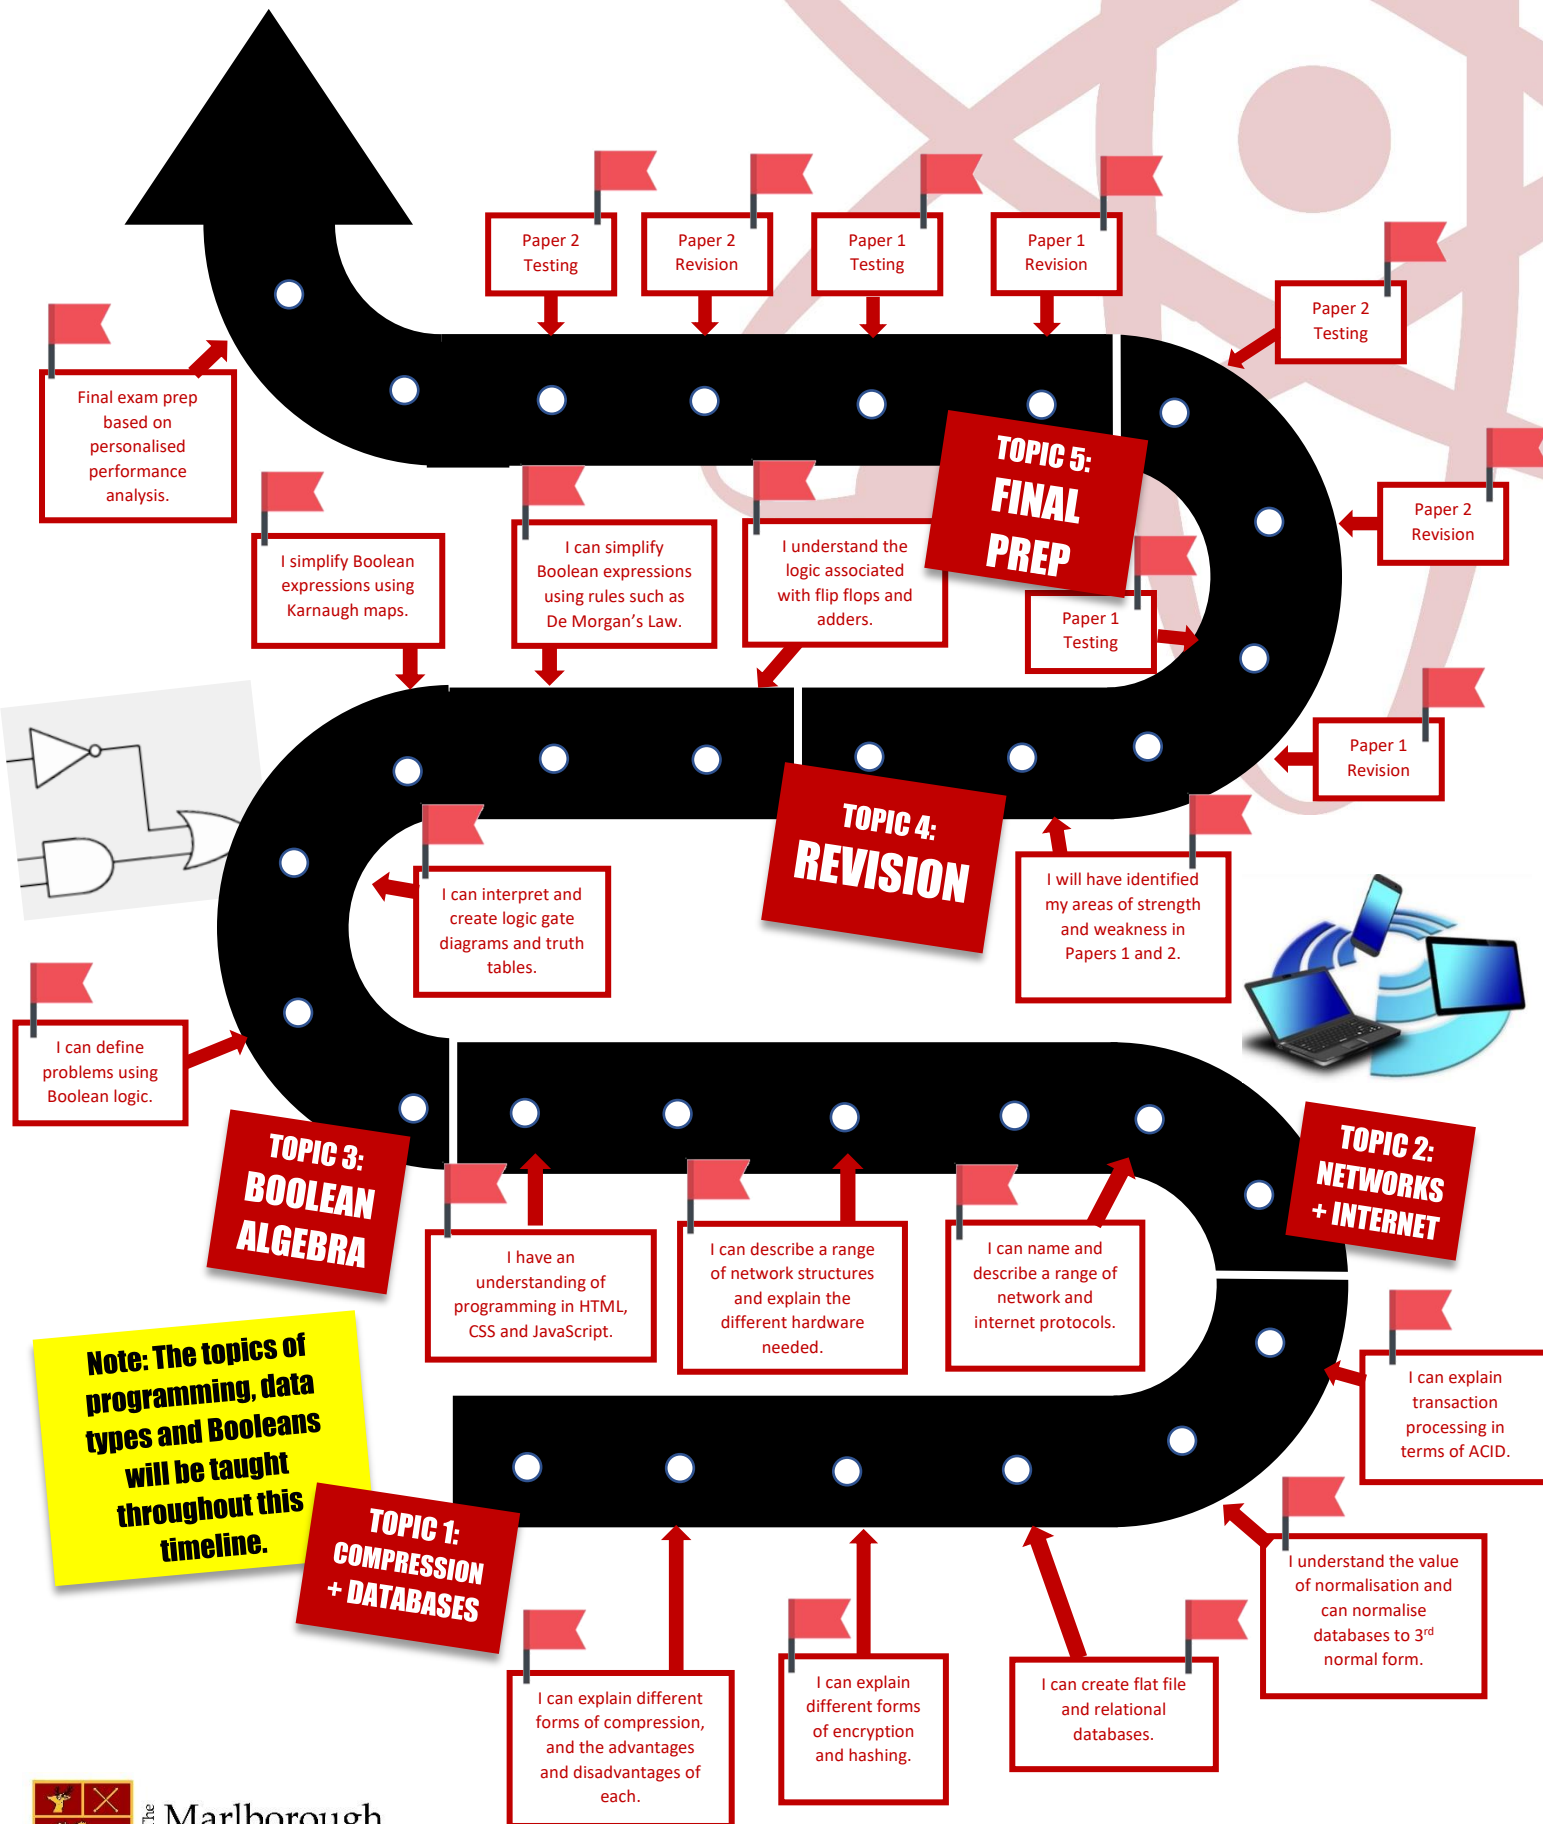 Paper 2
Testing
Paper 2
Revision
Paper 1
Testing
Paper 1
Revision
Paper 2
Testing
Final exam prep
based on
personalised
performance
analysis.
TOPIC 5:
FINAL
PREP
Paper 2
Revision
I simplify Boolean
expressions using
Karnaugh maps.
I can simplify
Boolean expressions
using rules such as
De Morgan's Law.
I understand the
logic associated
with flip flops and
adders.
Paper 1
Testing
Paper 1
Revision
TOPIC 4:
REVISION
I can interpret and
create logic gate
diagrams and truth
tables.
I will have identified
my areas of strength
and weakness in
Papers 1 and 2.
I can define
problems using
Boolean logic.
TOPIC 3:
BOOLEAN
ALGEBRA
TOPIC 2:
NETWORKS
+ INTERNET
I have an
understanding of
programming in HTML,
CSS and JavaScript.
I can describe a range
of network structures
and explain the
different hardware
needed.
I can name and
describe a range of
network and
internet protocols.
Note: The topics of
programming, data
types and Booleans
will be taught
throughout this
timeline.
I can explain
transaction
processing in
terms of ACID.
TOPIC 1:
COMPRESSION
+ DATABASES
I understand the value
of normalisation and
can normalise
databases to 3rd
normal form.
I can explain different
forms of compression,
and the advantages
and disadvantages of
each.
I can explain
different forms
of encryption
and hashing.
I can create flat file
and relational
databases.
The
Marlborough